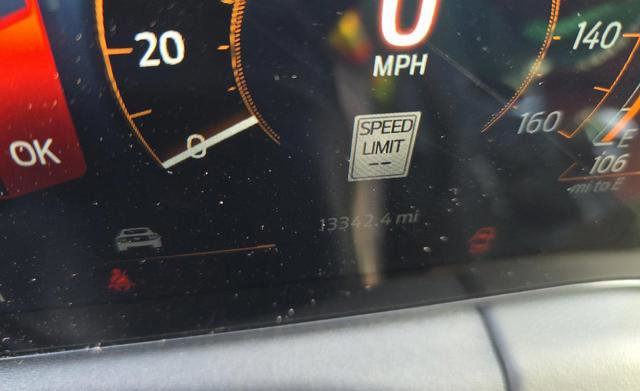 0
MPH
20
140
OK
0
SPEED
LIMIT
--
160
E
106
mi to E
13342.4 mi